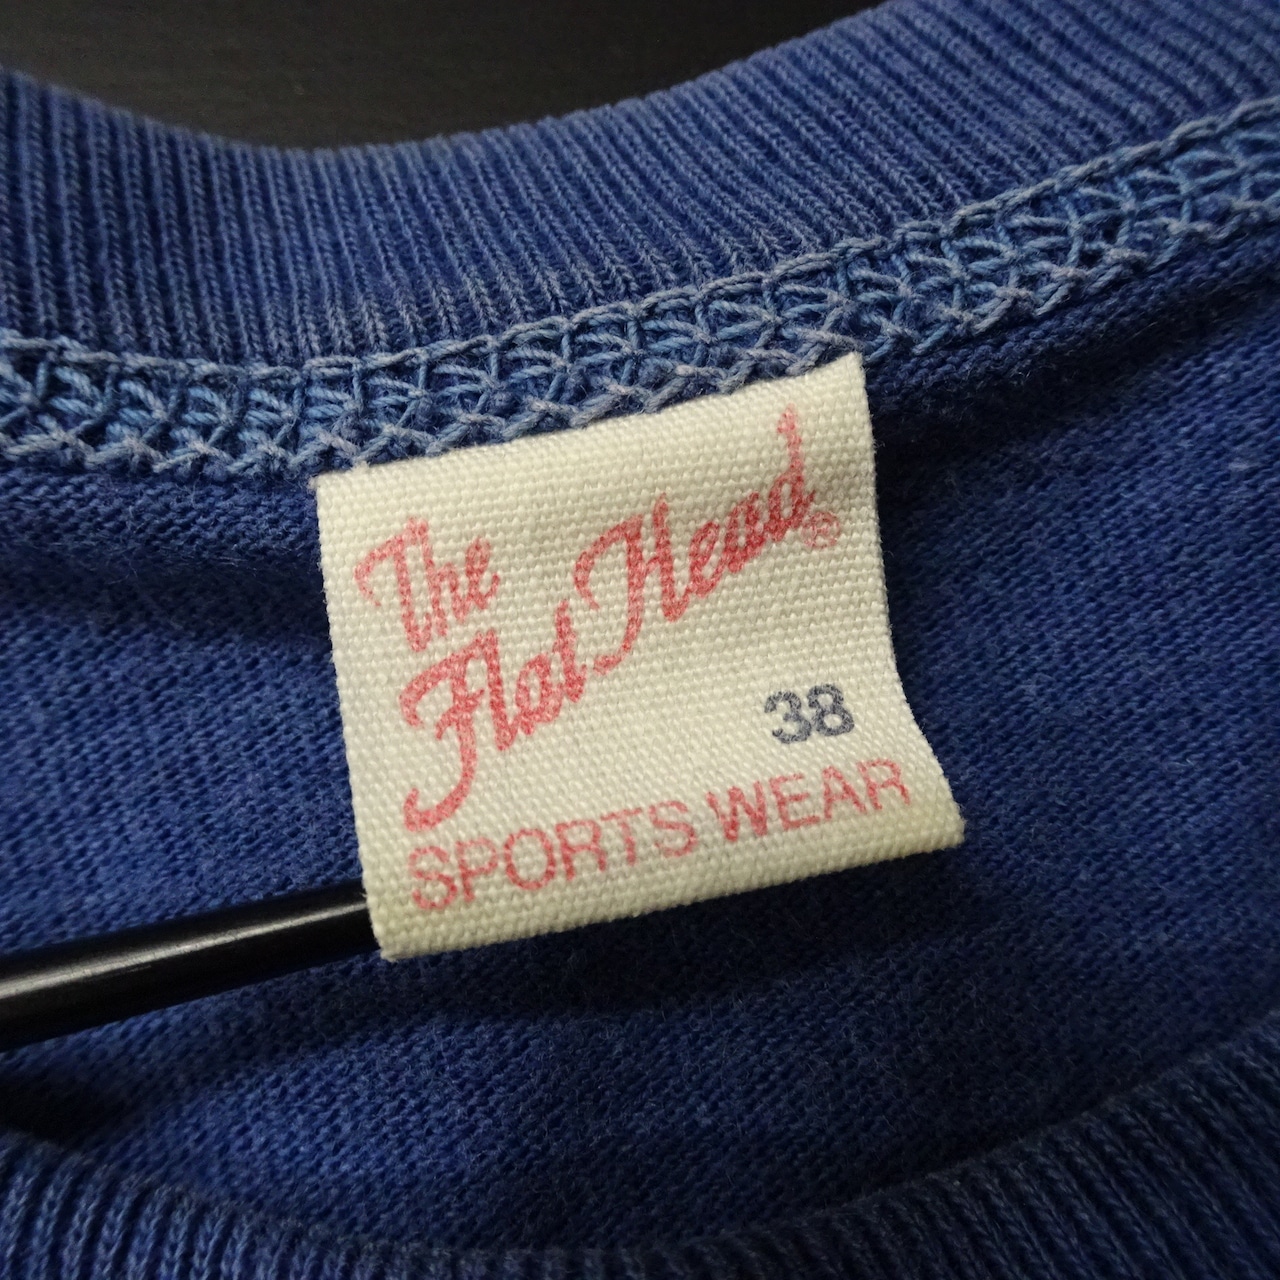 The
Flat Head®
38
SPORTS WEAR